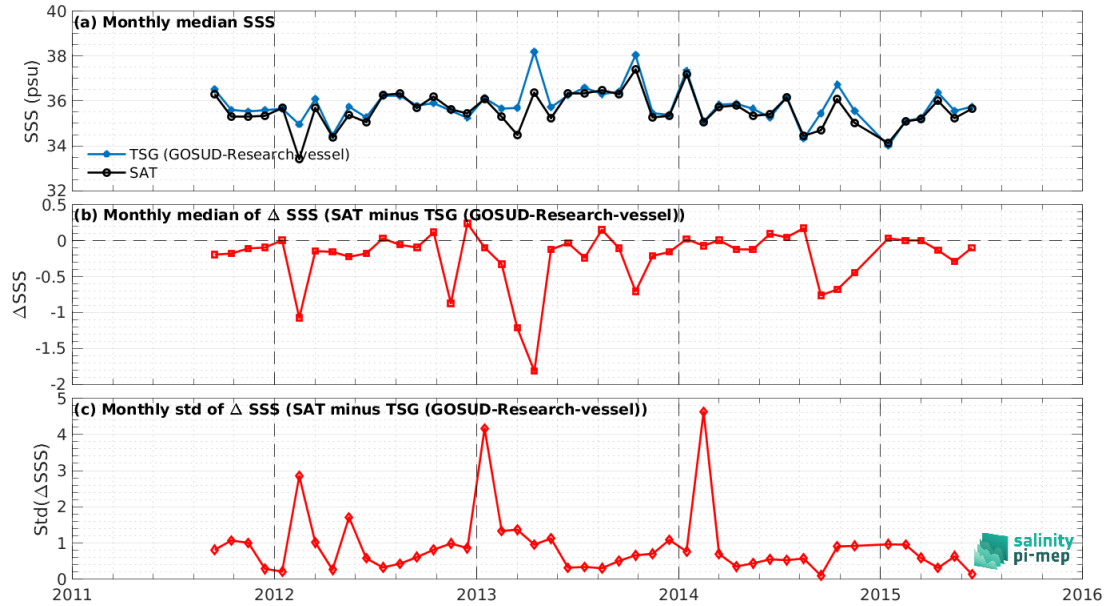 (a) Monthly median SSS
40
38
36
34
32
SSS (psu)
TSG (GOSUD-Research-vessel)
SAT
(b) Monthly median of Δ SSS (SAT minus TSG (GOSUD-Research-vessel))
0.5
0
-0.5
-1
-1.5
-2
ΔSSS
(c) Monthly std of Δ SSS (SAT minus TSG (GOSUD-Research-vessel))
5
4
3
2
1
0
Std(ΔSSS)
salinity
pi-mep
2011 2012 2013 2014 2015 2016